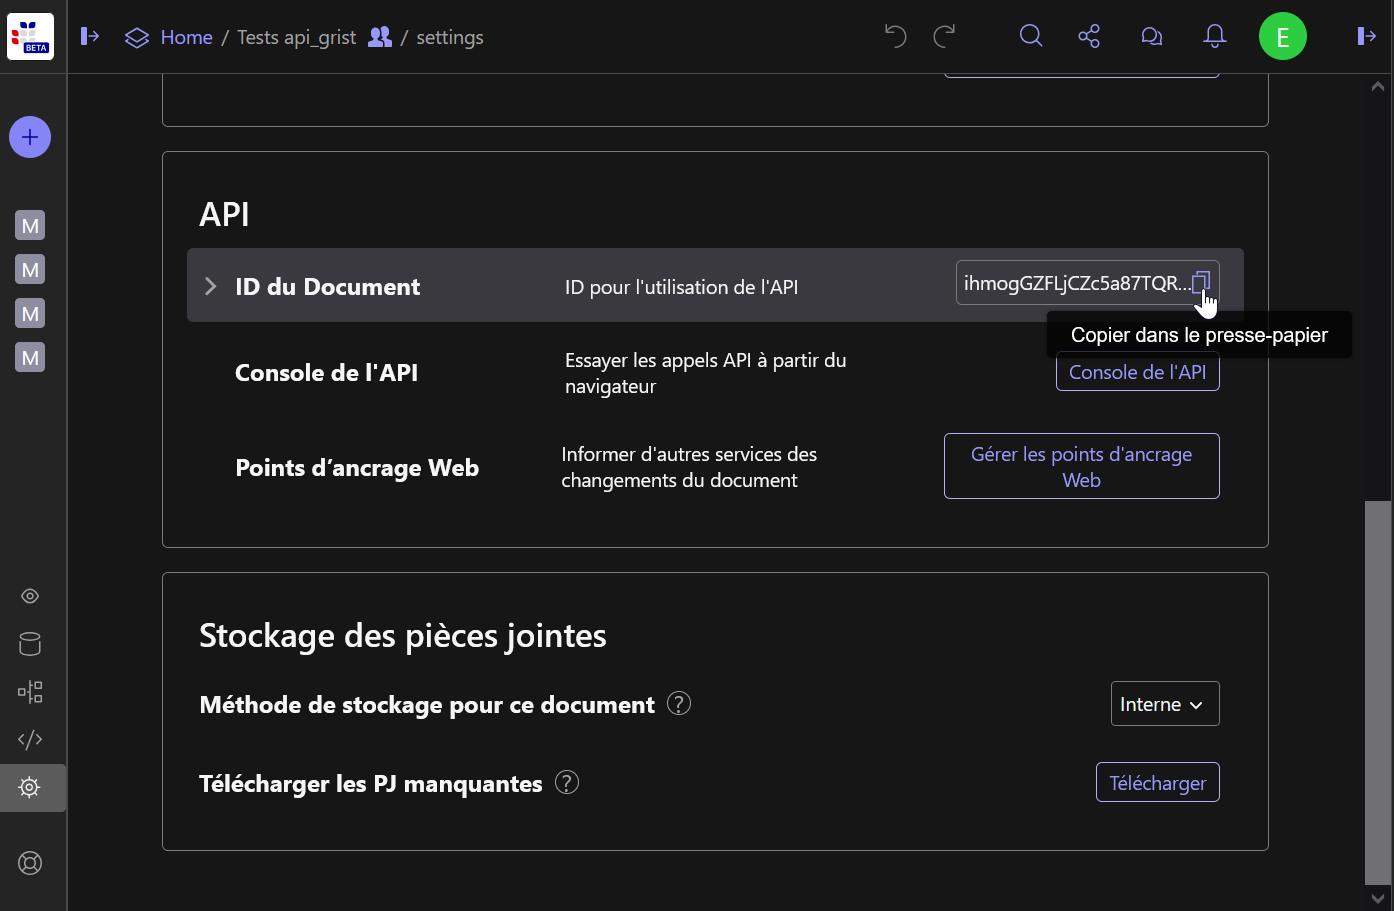 BETA
Home / Tests api_grist / settings
E
M
M
M
M
API
ID du Document
ID pour l'utilisation de l'API
ihmogGZFLjCZc5a87TQR...
Copier dans le presse-papier
Console de l'API
Essayer les appels API à partir du
navigateur
Console de l'API
Points d’ancrage Web
Informer d'autres services des
changements du document
Gérer les points d'ancrage
Web
Stockage des pièces jointes
Méthode de stockage pour ce document ?
Interne
Télécharger les PJ manquantes ?
Télécharger